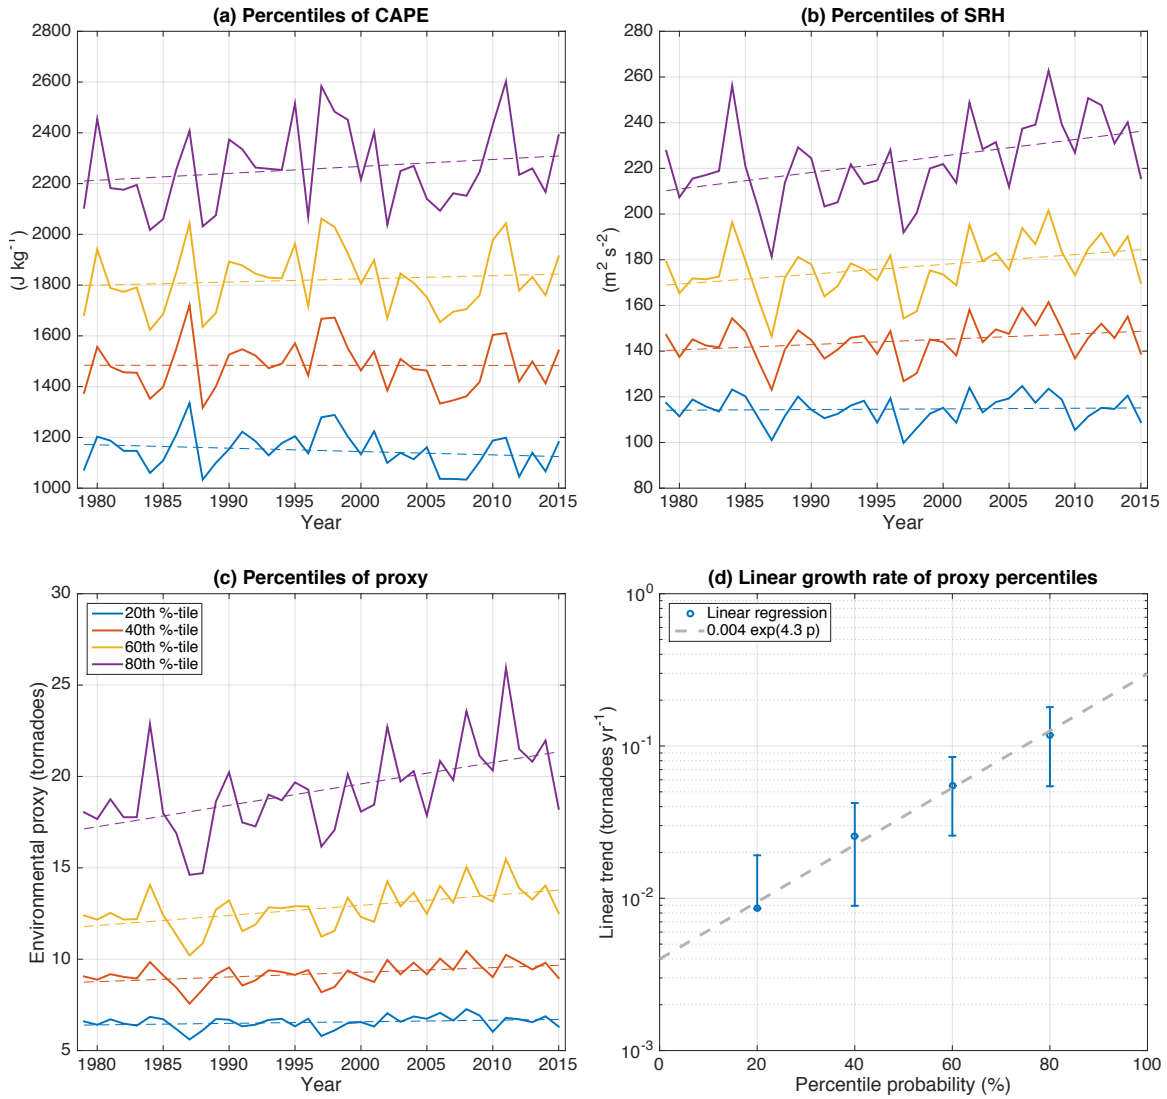 (a) Percentiles of CAPE
2800
2600
2400
2200
2000
1800
1600
1400
1200
1000
(J kg⁻¹)
1980 1985 1990 1995 2000 2005 2010 2015
Year
(b) Percentiles of SRH
280
260
240
220
200
180
160
140
120
100
80
(m² s⁻²)
1980 1985 1990 1995 2000 2005 2010 2015
Year
(c) Percentiles of proxy
30
25
20
15
10
5
Environmental proxy (tornadoes)
20th %-tile
40th %-tile
60th %-tile
80th %-tile
1980 1985 1990 1995 2000 2005 2010 2015
Year
(d) Linear growth rate of proxy percentiles
10⁰
10⁻¹
10⁻²
10⁻³
Linear trend (tornadoes yr⁻¹)
Linear regression
0.004 exp(4.3 p)
0 20 40 60 80 100
Percentile probability (%)